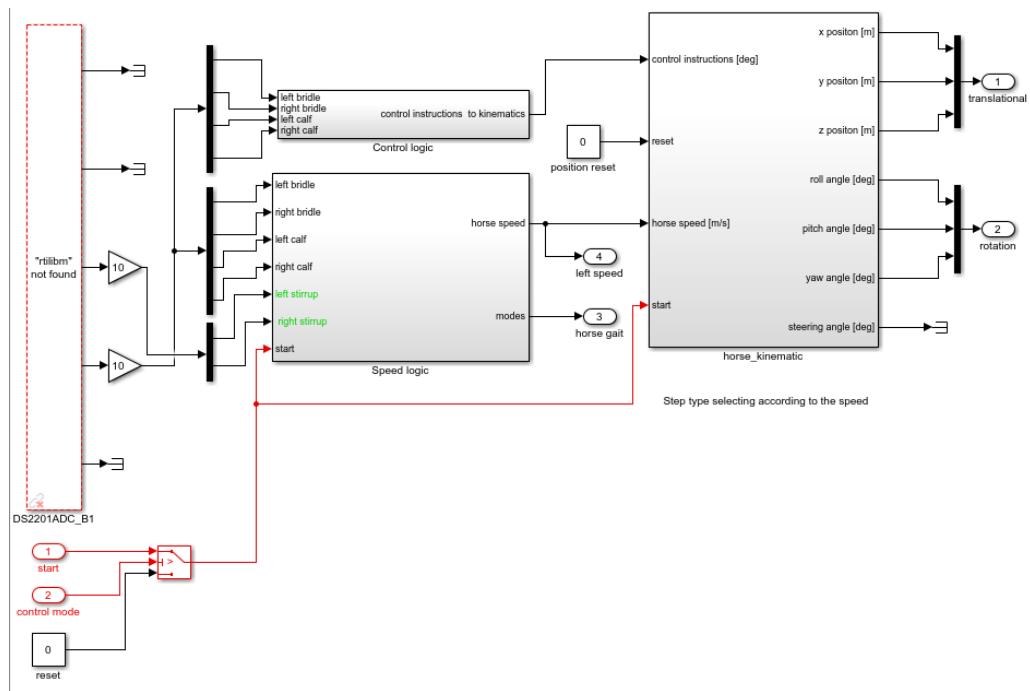 "rtilibm"
not found
DS2201ADC_B1
10
10
left bridle
right bridle
left calf
right calf
control instructions  to kinematics
Control logic
left bridle
right bridle
left calf
right calf
left stirrup
right stirrup
start
horse speed
modes
Speed logic
0
position reset
4
left speed
3
horse gait
control instructions [deg]
reset
horse speed [m/s]
start
x positon [m]
y positon [m]
z positon [m]
roll angle [deg]
pitch angle [deg]
yaw angle [deg]
steering angle [deg]
horse_kinematic
1
translational
2
rotation
Step type selecting according to the speed
1
start
2
control mode
>
0
reset